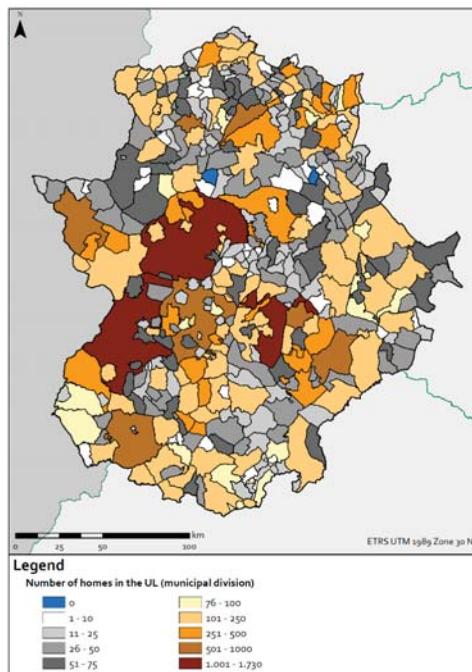 N
km
0
25
50
100
ETRS UTM 1989 Zone 30 N
Legend
Number of homes in the UL (municipal division)
0
1 - 10
11 - 25
26 - 50
51 - 75
76 - 100
101 - 250
251 - 500
501 - 1000
1.001 - 1.730